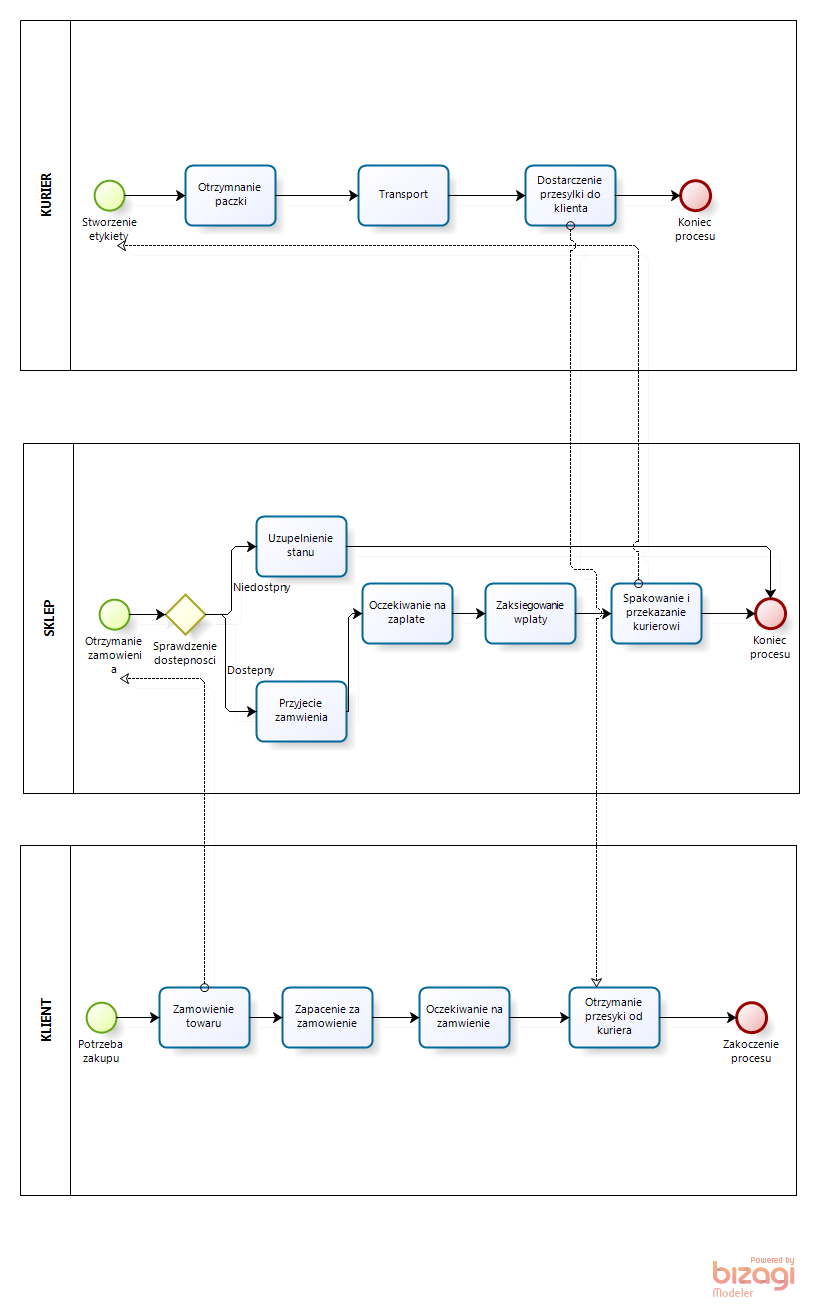 KURIER
Otrzymnanie
paczki
Transport
Dostarczenie
przesylki do
klienta
Stworzenie
etykiety
Koniec
procesu
SKLEP
Uzupelnienie
stanu
Niedostpny
Oczekiwanie na
zaplate
Zaksiegowanie
wplaty
Spakowanie i
przekazanie
kurierowi
Otrzymanie
zamowieni
a
Sprawdzenie
dostepnosci
Koniec
procesu
Dostepny
Przyjecie
zamwienia
KLIENT
Zamowienie
towaru
Zapacenie za
zamowienie
Oczekiwanie na
zamwienie
Otrzymanie
przesyki od
kuriera
Potrzeba
zakupu
Zakoczenie
procesu
Powered by
bizagi
Modeler